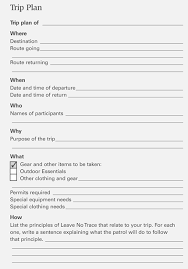 Trip Plan
Trip plan of
Where
Destination
Route going
Route returning
When
Date and time of departure
Date and time of return
Who
Names of participants
Why
Purpose of the trip
What
Gear and other items to be taken:
Outdoor Essentials
Other clothing and gear
Permits required
Special equipment needs
Special clothing needs
How
List the principles of Leave No Trace that relate to your trip. For each
one, write a sentence explaining what the patrol will do to follow
that principle.